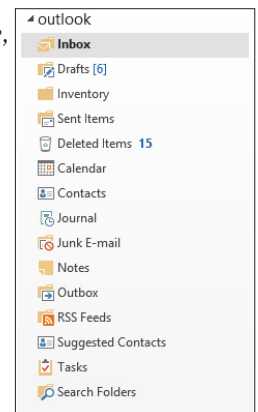 outlook
Inbox
Drafts [6]
Inventory
Sent Items
Deleted Items 15
Calendar
Contacts
Journal
Junk E-mail
Notes
Outbox
RSS Feeds
Suggested Contacts
Tasks
Search Folders